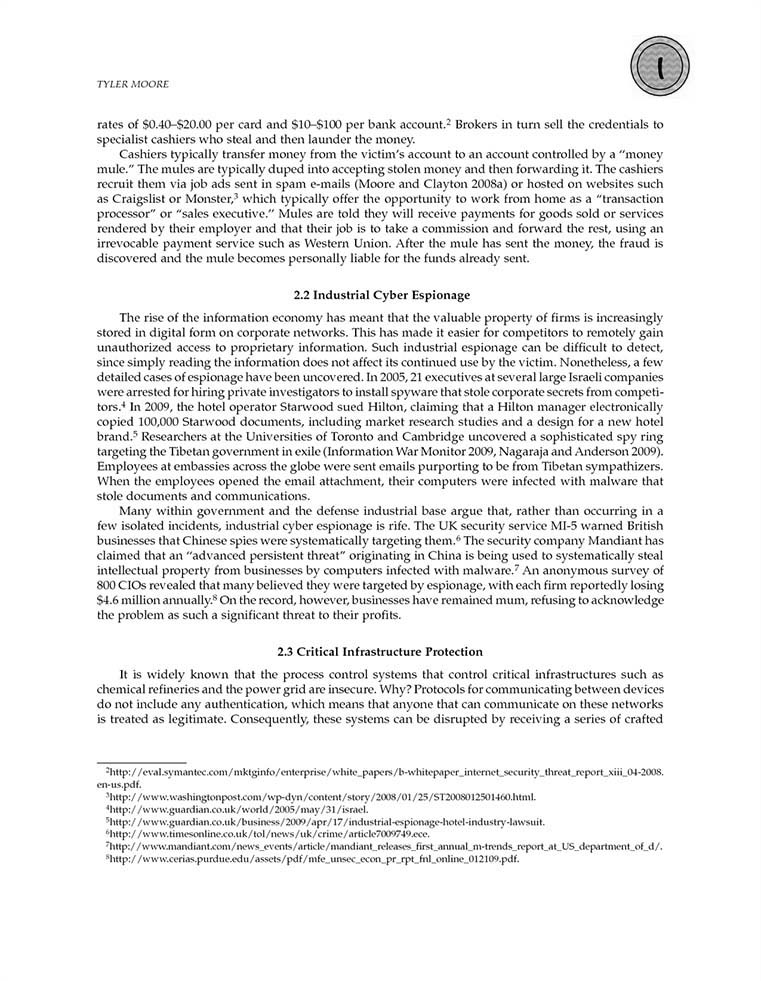 TYLER MOORE
rates of $0.40–$20.00 per card and $10–$100 per bank account.² Brokers in turn sell the credentials to
specialist cashiers who steal and then launder the money.
Cashiers typically transfer money from the victim's account to an account controlled by a “money
mule.” The mules are typically duped into accepting stolen money and then forwarding it. The cashiers
recruit them via job ads sent in spam e-mails (Moore and Clayton 2008a) or hosted on websites such
as Craigslist or Monster,³ which typically offer the opportunity to work from home as a “transaction
processor” or “sales executive.” Mules are told they will receive payments for goods sold or services
rendered by their employer and that their job is to take a commission and forward the rest, using an
irrevocable payment service such as Western Union. After the mule has sent the money, the fraud is
discovered and the mule becomes personally liable for the funds already sent.
2.2 Industrial Cyber Espionage
The rise of the information economy has meant that the valuable property of firms is increasingly
stored in digital form on corporate networks. This has made it easier for competitors to remotely gain
unauthorized access to proprietary information. Such industrial espionage can be difficult to detect,
since simply reading the information does not affect its continued use by the victim. Nonetheless, a few
detailed cases of espionage have been uncovered. In 2005, 21 executives at several large Israeli companies
were arrested for hiring private investigators to install spyware that stole corporate secrets from competi-
tors.⁴ In 2009, the hotel operator Starwood sued Hilton, claiming that a Hilton manager electronically
copied 100,000 Starwood documents, including market research studies and a design for a new hotel
brand.⁵ Researchers at the Universities of Toronto and Cambridge uncovered a sophisticated spy ring
targeting the Tibetan government in exile (Information War Monitor 2009, Nagaraja and Anderson 2009).
Employees at embassies across the globe were sent emails purporting to be from Tibetan sympathizers.
When the employees opened the email attachment, their computers were infected with malware that
stole documents and communications.
Many within government and the defense industrial base argue that, rather than occurring in a
few isolated incidents, industrial cyber espionage is rife. The UK security service MI-5 warned British
businesses that Chinese spies were systematically targeting them.⁶ The security company Mandiant has
claimed that an “advanced persistent threat” originating in China is being used to systematically steal
intellectual property from businesses by computers infected with malware.⁷ An anonymous survey of
800 CIOs revealed that many believed they were targeted by espionage, with each firm reportedly losing
$4.6 million annually.⁸ On the record, however, businesses have remained mum, refusing to acknowledge
the problem as such a significant threat to their profits.
2.3 Critical Infrastructure Protection
It is widely known that the process control systems that control critical infrastructures such as
chemical refineries and the power grid are insecure. Why? Protocols for communicating between devices
do not include any authentication, which means that anyone that can communicate on these networks
is treated as legitimate. Consequently, these systems can be disrupted by receiving a series of crafted
²http://eval.symantec.com/mktginfo/enterprise/white_papers/b-whitepaper_internet_security_threat_report_xiii_04-2008.
en-us.pdf.
³http://www.washingtonpost.com/wp-dyn/content/story/2008/01/25/ST2008012501460.html.
⁴http://www.guardian.co.uk/world/2005/may/31/israel.
⁵http://www.guardian.co.uk/business/2009/apr/17/industrial-espionage-hotel-industry-lawsuit.
⁶http://www.timesonline.co.uk/tol/news/uk/crime/article7009749.ece.
⁷http://www.mandiant.com/news_events/article/mandiant_releases_first_annual_m-trends_report_at_US_department_of_d/.
⁸http://www.cerias.purdue.edu/assets/pdf/mfe_unsec_econ_pr_rpt_fnl_online_012109.pdf.